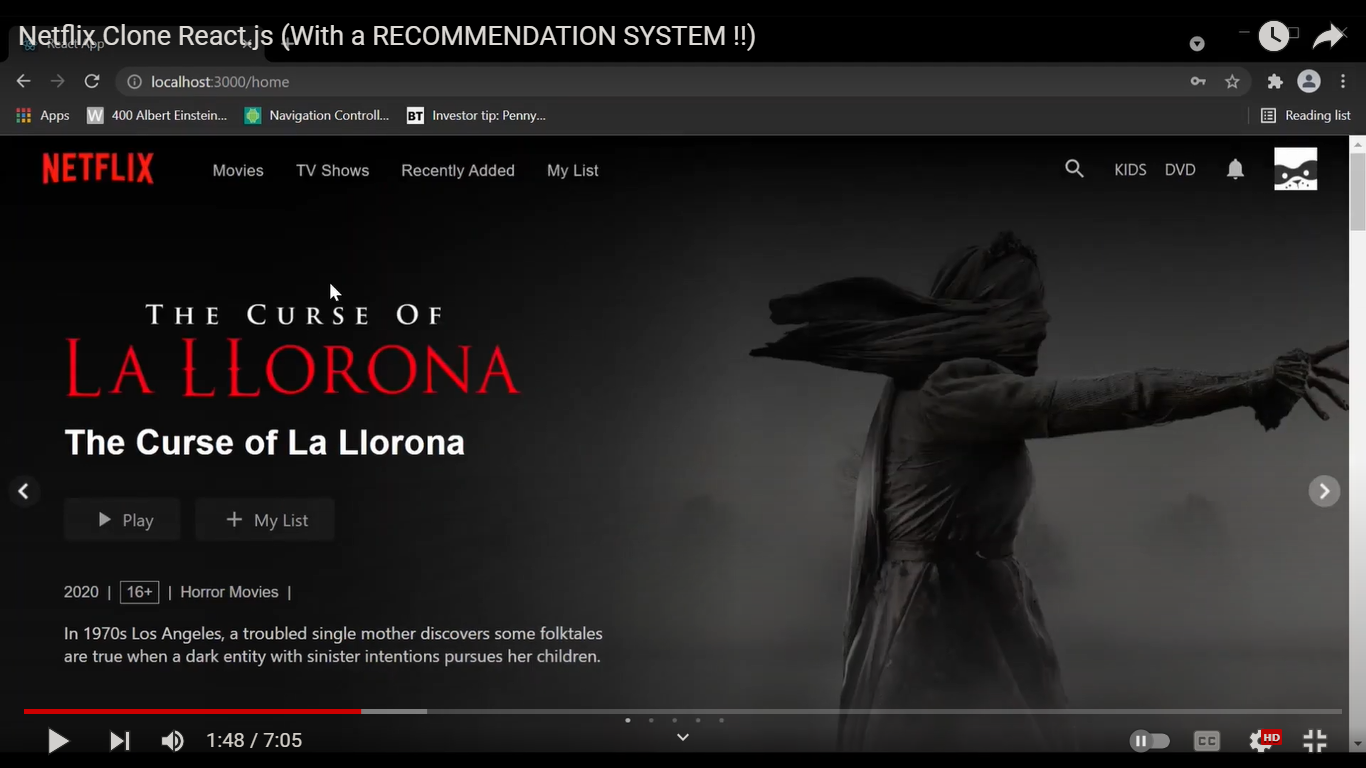 Netflix Clone React.js (With a RECOMMENDATION SYSTEM !!)
React App
localhost:3000/home
Apps
400 Albert Einstein...
Navigation Controll...
BT Investor tip: Penny...
Reading list
NETFLIX
Movies
TV Shows
Recently Added
My List
KIDS
DVD
THE CURSE OF
LA LLORONA
The Curse of La Llorona
Play
My List
2020 | 16+ | Horror Movies |
In 1970s Los Angeles, a troubled single mother discovers some folktales
are true when a dark entity with sinister intentions pursues her children.
1:48 / 7:05
CC
HD